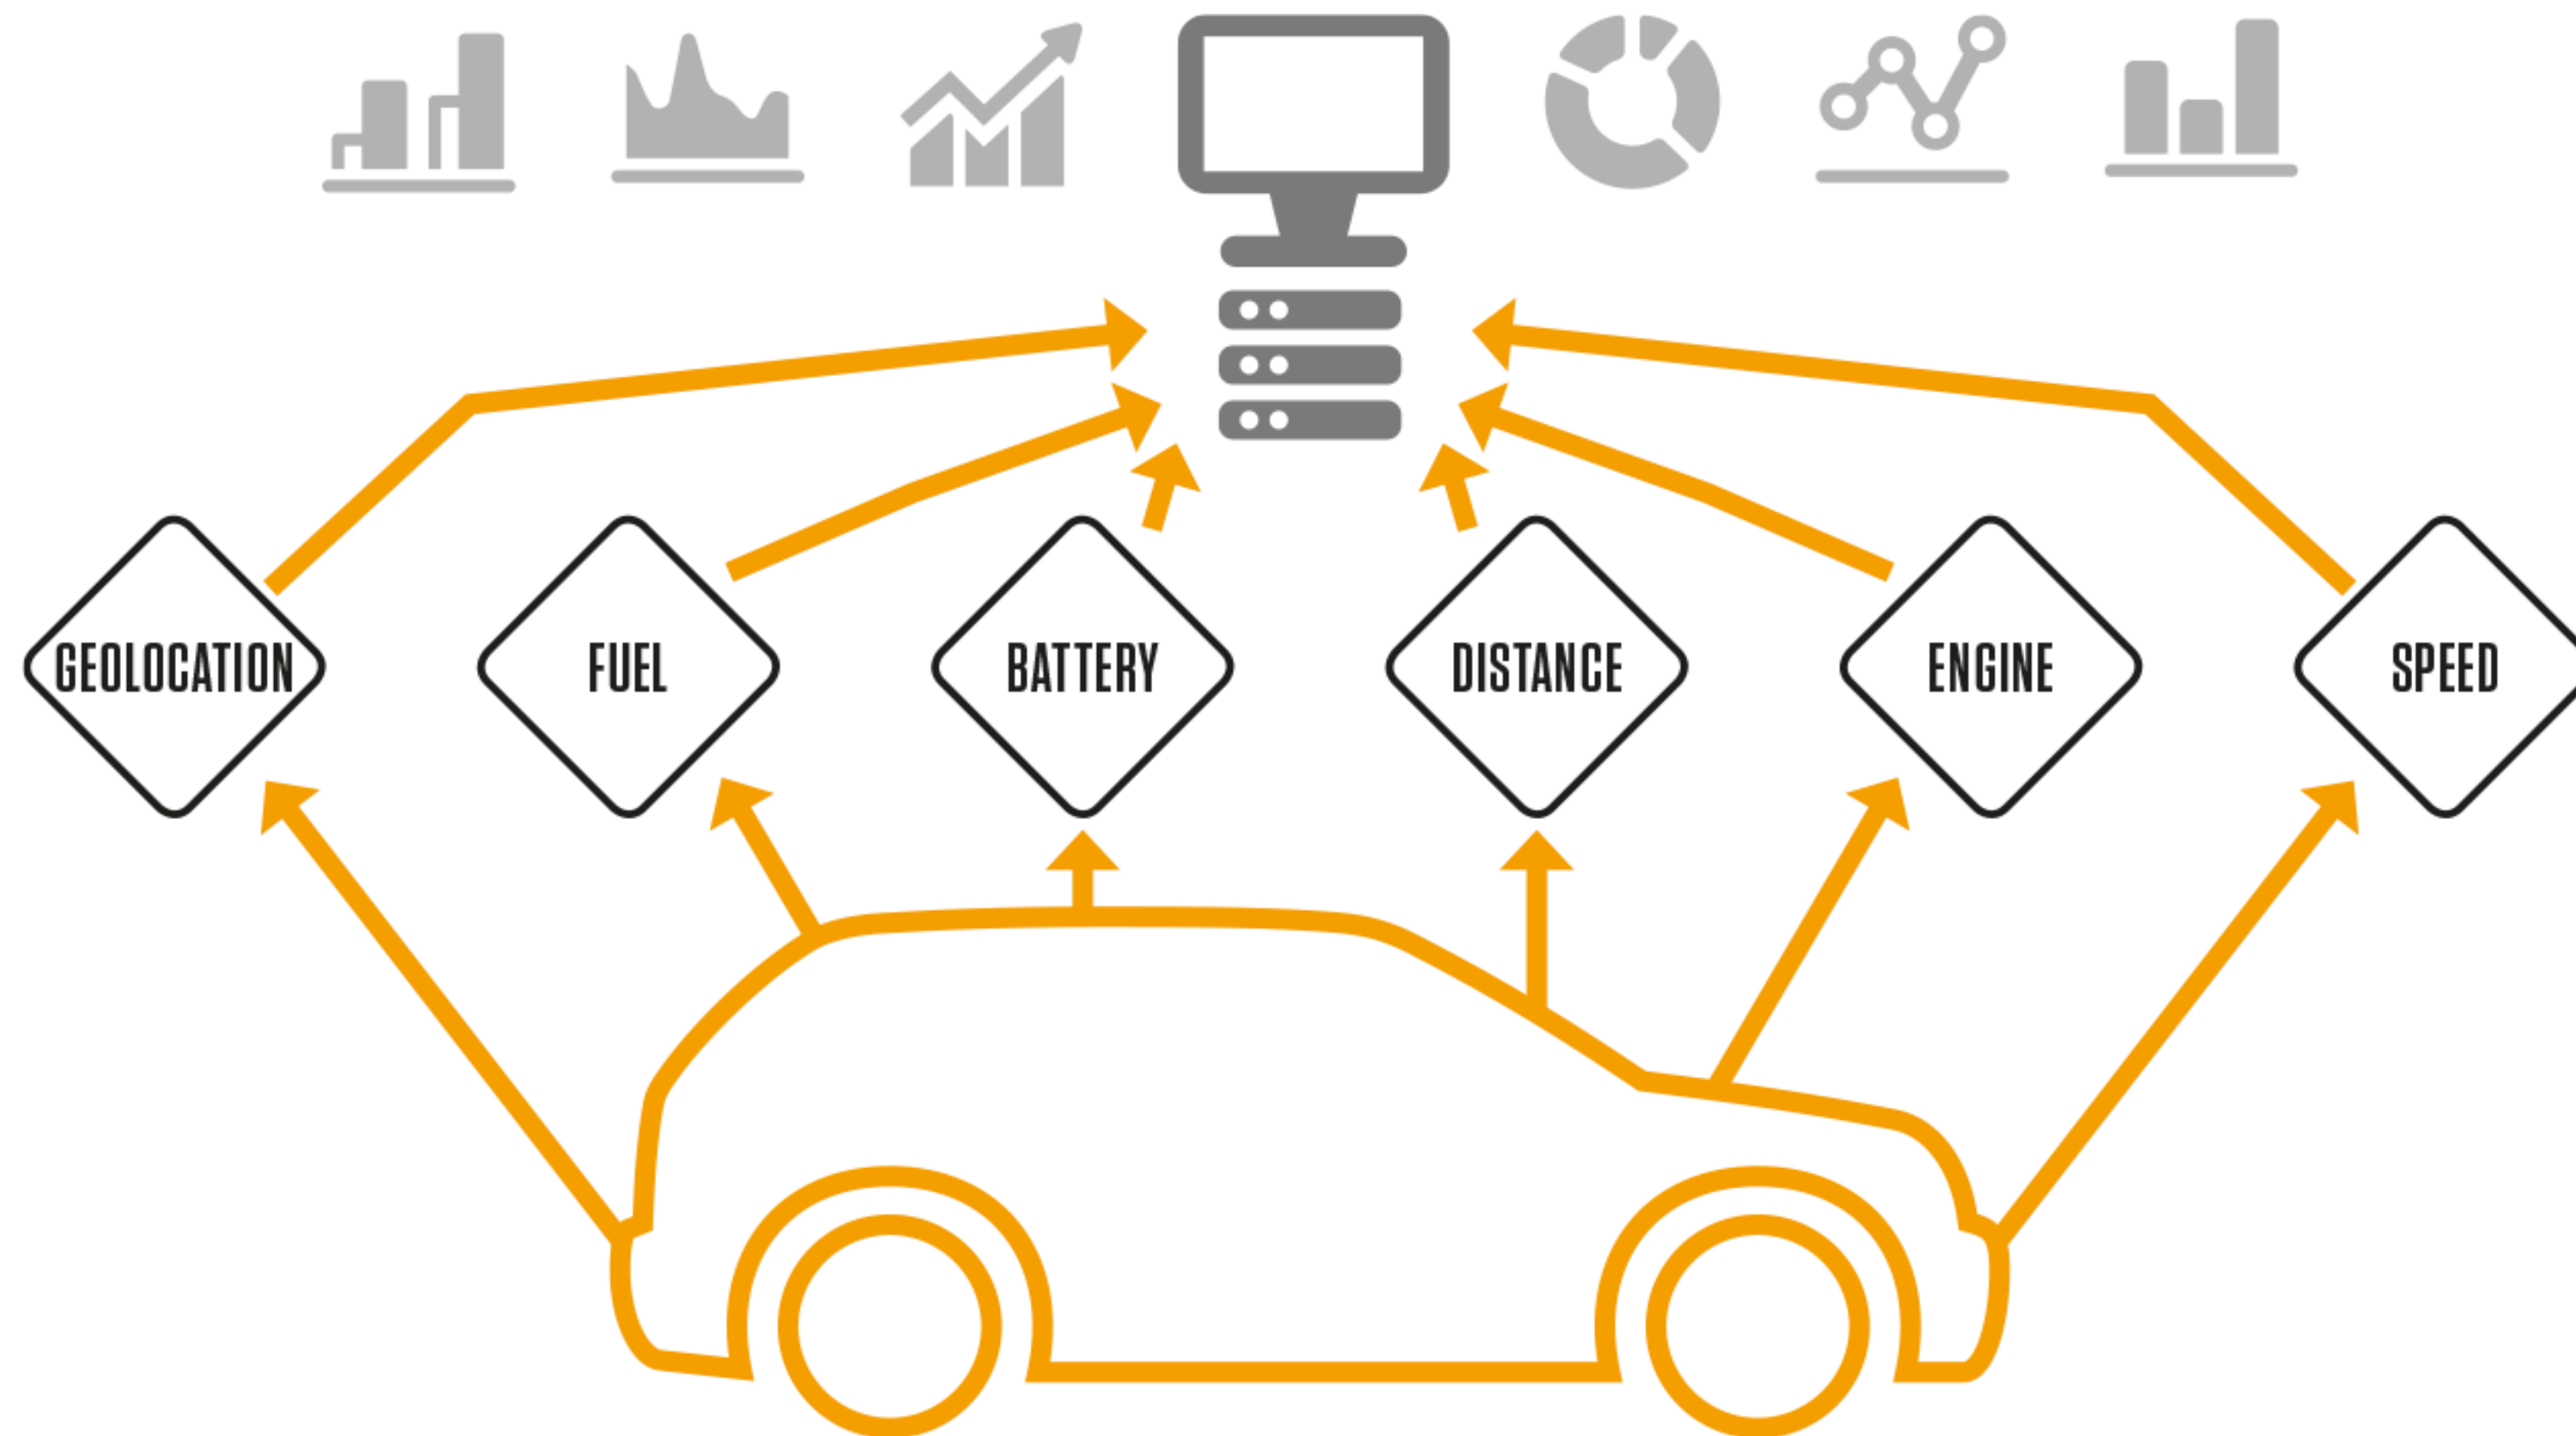 GEOLOCATION
FUEL
BATTERY
DISTANCE
ENGINE
SPEED